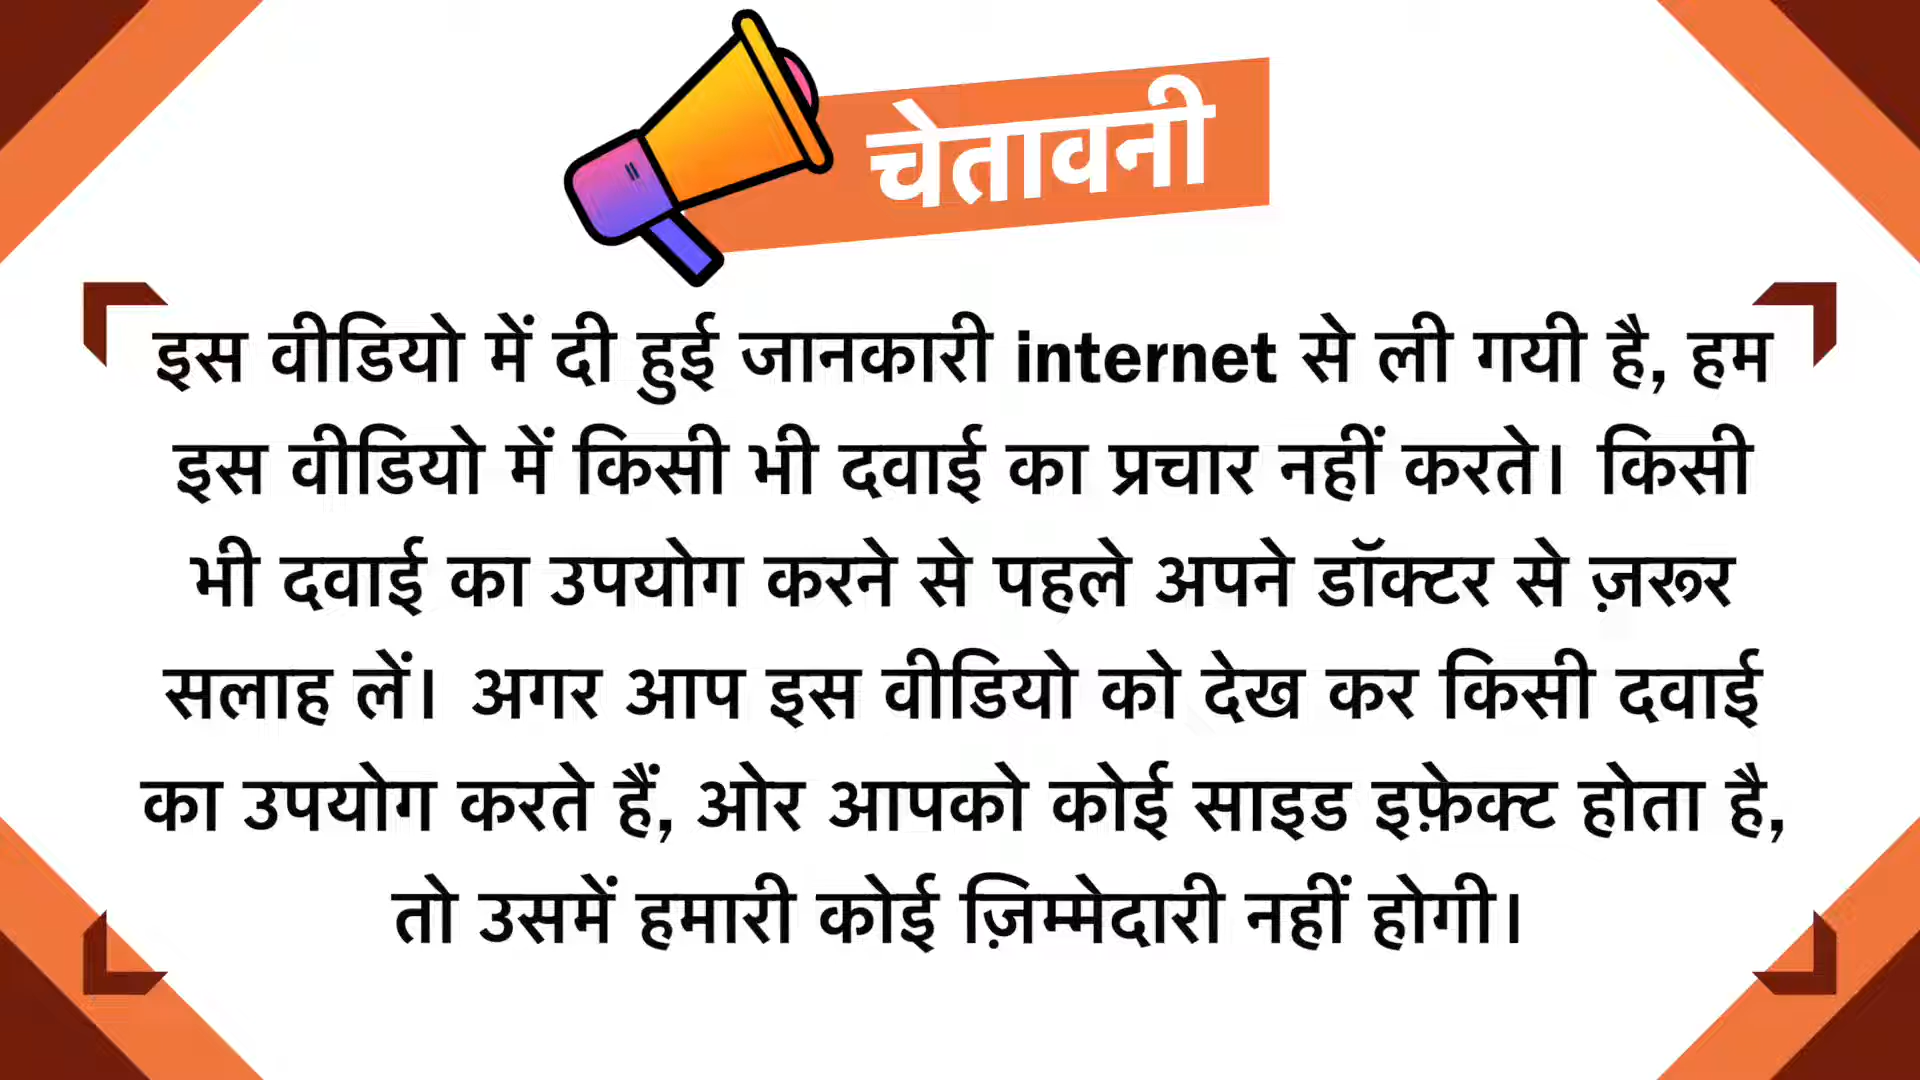 चेतावनी
इस वीडियो में दी हुई जानकारी internet से ली गयी है, हम
इस वीडियो में किसी भी दवाई का प्रचार नहीं करते। किसी
भी दवाई का उपयोग करने से पहले अपने डॉक्टर से ज़रूर
सलाह लें। अगर आप इस वीडियो को देख कर किसी दवाई
का उपयोग करते हैं, ओर आपको कोई साइड इफ़ेक्ट होता है,
तो उसमें हमारी कोई ज़िम्मेदारी नहीं होगी।